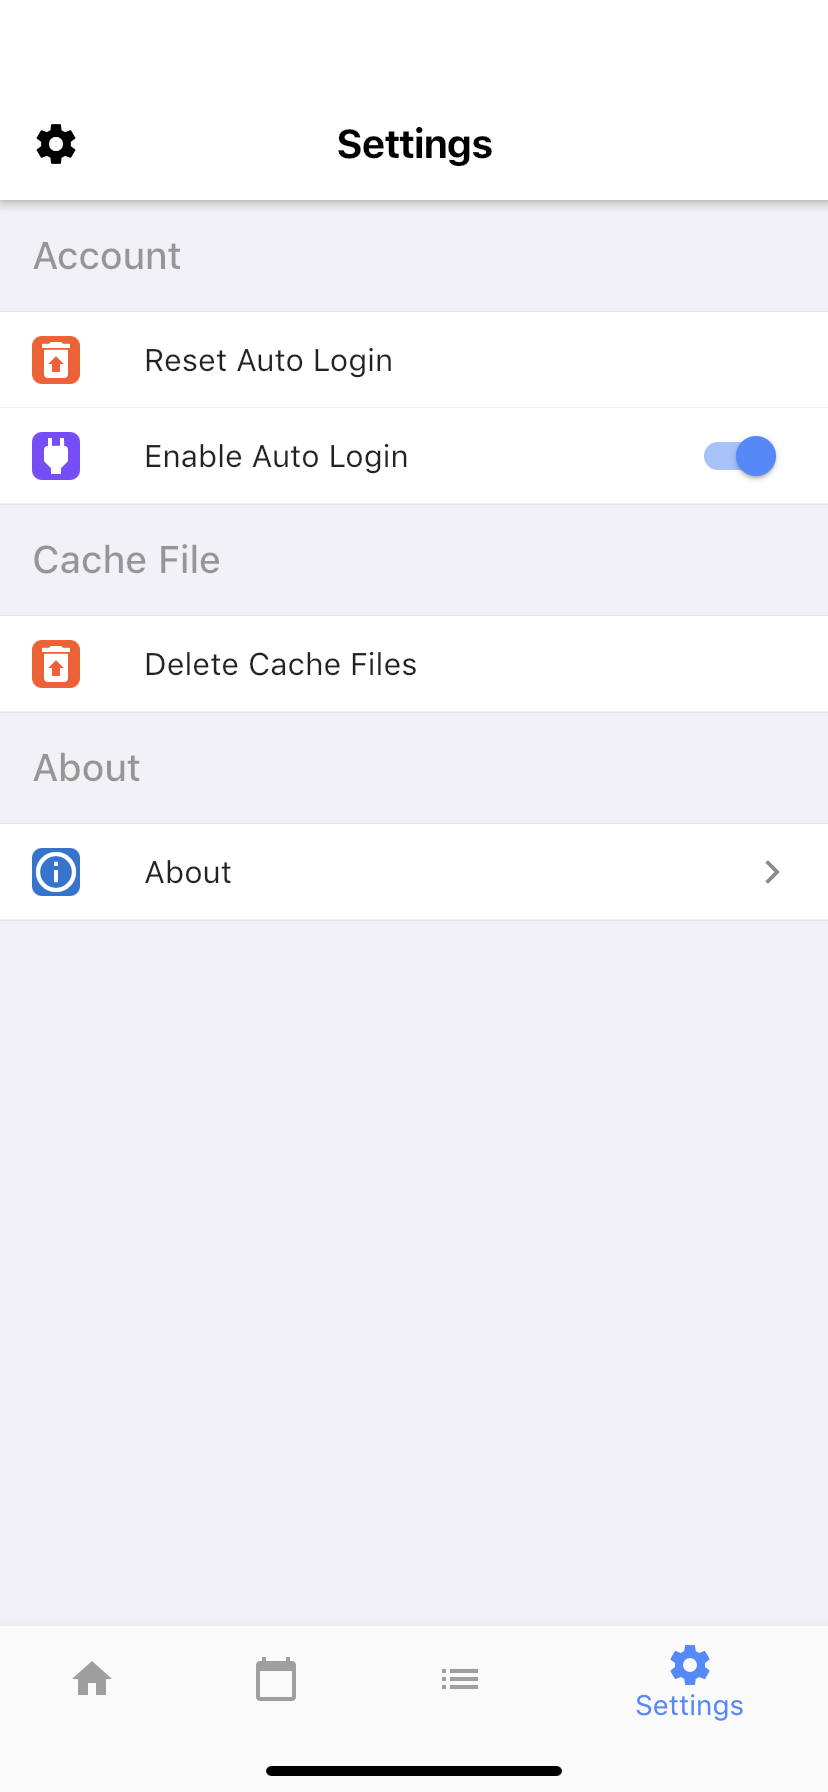 Settings
Account
Reset Auto Login
Enable Auto Login
Cache File
Delete Cache Files
About
About
Settings